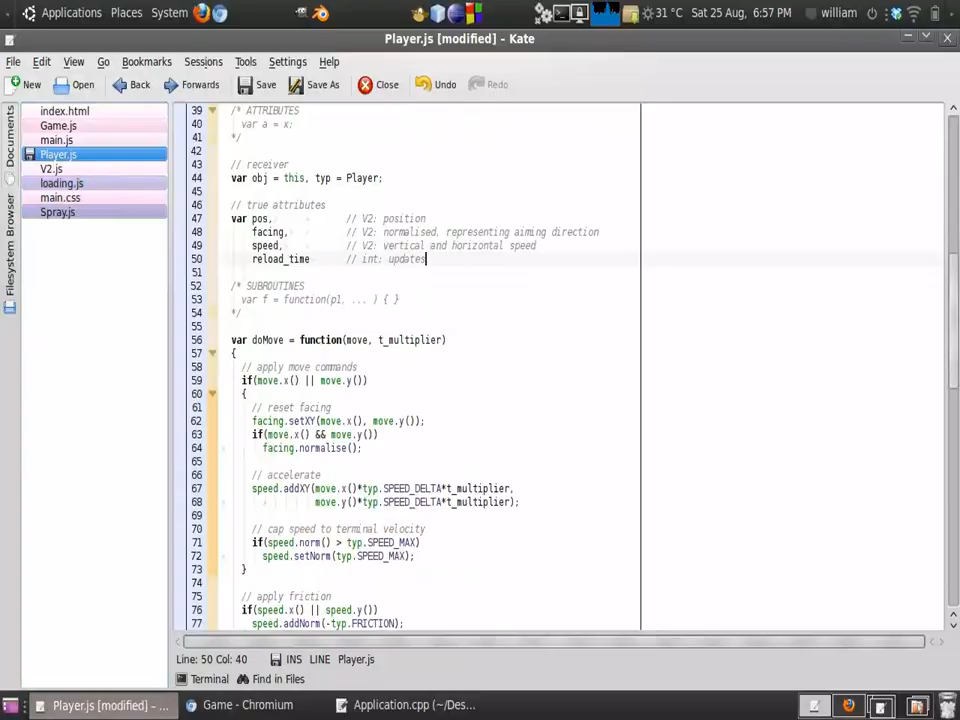 Applications Places System 31 °C Sat 25 Aug, 6:57 PM william
Player.js [modified] – Kate
File Edit View Go Bookmarks Sessions Tools Settings Help
New Open Back Forwards Save Save As Close Undo Redo
Documents
Filesystem Browser
index.html
Game.js
main.js
Player.js
V2.js
loading.js
main.css
Spray.js
39 /* ATTRIBUTES
40 var a = x;
41 */
42
43 // receiver
44 var obj = this, typ = Player;
45
46 // true attributes
47 var pos, // V2: position
48 facing, // V2: normalised, representing aiming direction
49 speed, // V2: vertical and horizontal speed
50 reload_time // int: updates
51
52 /* SUBROUTINES
53 var f = function(p1, ... ) { }
54 */
55
56 var doMove = function(move, t_multiplier)
57 {
58 // apply move commands
59 if(move.x() || move.y())
60 {
61 // reset facing
62 facing.setXY(move.x(), move.y());
63 if(move.x() && move.y())
64 facing.normalise();
65
66 // accelerate
67 speed.addXY(move.x()*typ.SPEED_DELTA*t_multiplier,
68 move.y()*typ.SPEED_DELTA*t_multiplier);
69
70 // cap speed to terminal velocity
71 if(speed.norm() > typ.SPEED_MAX)
72 speed.setNorm(typ.SPEED_MAX);
73 }
74
75 // apply friction
76 if(speed.x() || speed.y())
77 speed.addNorm(-typ.FRICTION);
Line: 50 Col: 40 INS LINE Player.js
Terminal Find in Files
Player.js [modified] – ... Game - Chromium Application.cpp (~/Des...